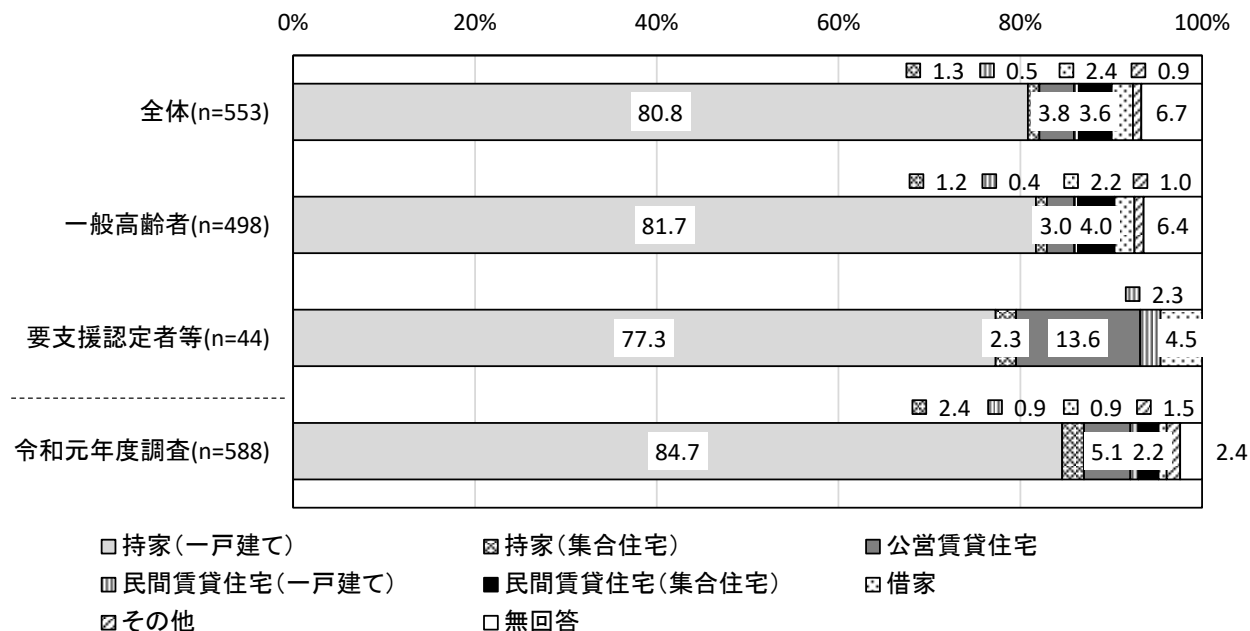 0% 20% 40% 60% 80% 100%
1.3 0.5 2.4 0.9
全体(n=553) 80.8 3.8 3.6 6.7
1.2 0.4 2.2 1.0
一般高齢者(n=498) 81.7 3.0 4.0 6.4
2.3
要支援認定者等(n=44) 77.3 2.3 13.6 4.5
2.4 0.9 0.9 1.5
令和元年度調査(n=588) 84.7 5.1 2.2 2.4
持家(一戸建て) 持家(集合住宅) 公営賃貸住宅
民間賃貸住宅(一戸建て) 民間賃貸住宅(集合住宅) 借家
その他 無回答